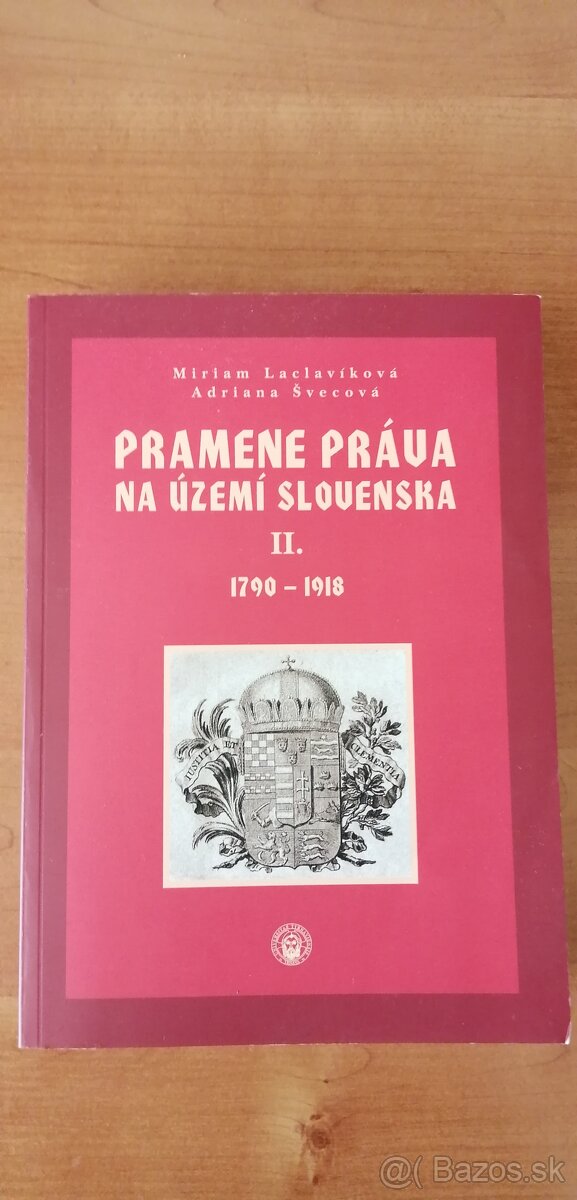 Miriam Laclavíková
Adriana Švecová
PRAMENE PRÁVA
NA ÚZEMÍ SLOVENSKA
II.
1790 – 1918
IUSTITIA ET
CLEMENTIA
@( Bazos.sk